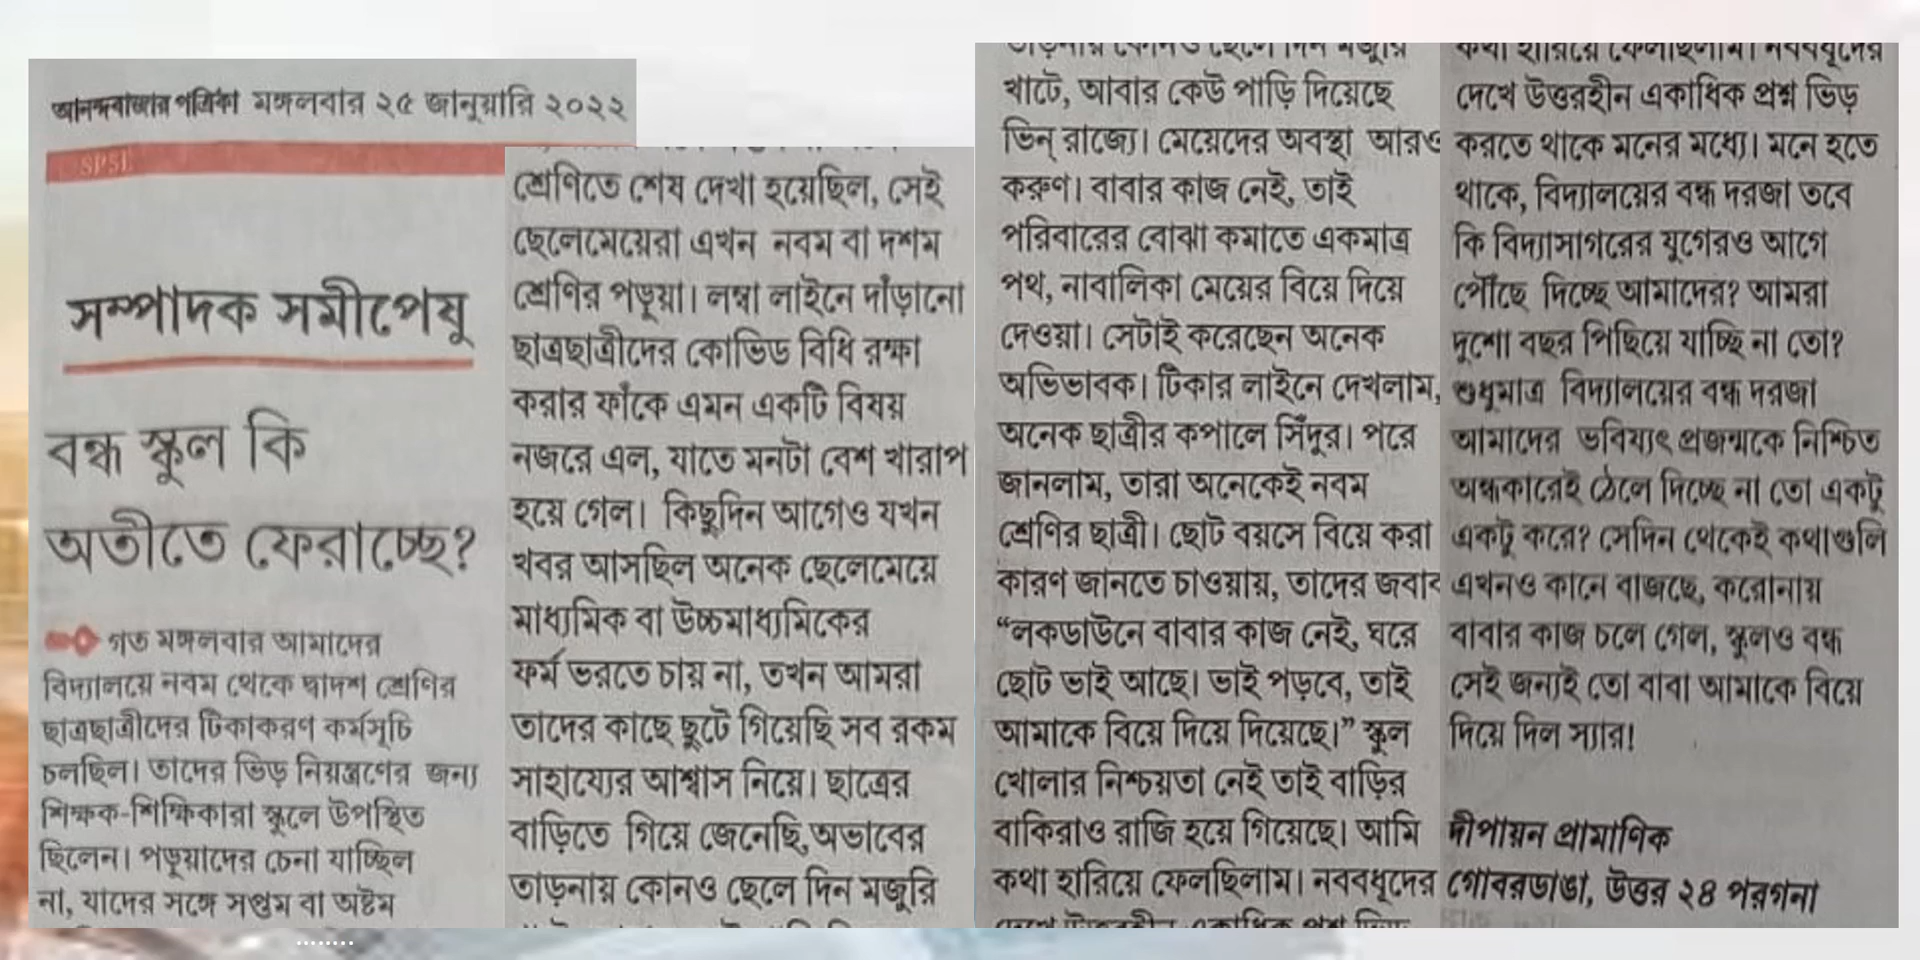 আনন্দবাজার পত্রিকা মঙ্গলবার ২৫ জানুয়ারি ২০২২
সম্পাদক সমীপেষু
বন্ধ স্কুল কি
অতীতে ফেরাচ্ছে?
গত মঙ্গলবার আমাদের
বিদ্যালয়ে নবম থেকে দ্বাদশ শ্রেণির
ছাত্রছাত্রীদের টিকাকরণ কর্মসূচি
চলছিল। তাদের ভিড় নিয়ন্ত্রণের জন্য
শিক্ষক-শিক্ষিকারা স্কুলে উপস্থিত
ছিলেন। পড়ুয়াদের চেনা যাচ্ছিল
না, যাদের সঙ্গে সপ্তম বা অষ্টম
শ্রেণিতে শেষ দেখা হয়েছিল, সেই
ছেলেমেয়েরা এখন নবম বা দশম
শ্রেণির পড়ুয়া। লম্বা লাইনে দাঁড়ানো
ছাত্রছাত্রীদের কোভিড বিধি রক্ষা
করার ফাঁকে এমন একটি বিষয়
নজরে এল, যাতে মনটা বেশ খারাপ
হয়ে গেল। কিছুদিন আগেও যখন
খবর আসছিল অনেক ছেলেমেয়ে
মাধ্যমিক বা উচ্চমাধ্যমিকের
ফর্ম ভরতে চায় না, তখন আমরা
তাদের কাছে ছুটে গিয়েছি সব রকম
সাহায্যের আশ্বাস নিয়ে। ছাত্রের
বাড়িতে গিয়ে জেনেছি,অভাবের
তাড়নায় কোনও ছেলে দিন মজুরি
তাড়নায় কোনও ছেলে দিন মজুরি
খাটে, আবার কেউ পাড়ি দিয়েছে
ভিন্ রাজ্যে। মেয়েদের অবস্থা আরও
করুণ। বাবার কাজ নেই, তাই
পরিবারের বোঝা কমাতে একমাত্র
পথ, নাবালিকা মেয়ের বিয়ে দিয়ে
দেওয়া। সেটাই করেছেন অনেক
অভিভাবক। টিকার লাইনে দেখলাম,
অনেক ছাত্রীর কপালে সিঁদুর। পরে
জানলাম, তারা অনেকেই নবম
শ্রেণির ছাত্রী। ছোট বয়সে বিয়ে করা
কারণ জানতে চাওয়ায়, তাদের জবাব
“লকডাউনে বাবার কাজ নেই, ঘরে
ছোট ভাই আছে। ভাই পড়বে, তাই
আমাকে বিয়ে দিয়ে দিয়েছে।” স্কুল
খোলার নিশ্চয়তা নেই তাই বাড়ির
বাকিরাও রাজি হয়ে গিয়েছে। আমি
কথা হারিয়ে ফেলছিলাম। নববধূদের
কথা হারিয়ে ফেলছিলাম। নববধূদের
দেখে উত্তরহীন একাধিক প্রশ্ন ভিড়
করতে থাকে মনের মধ্যে। মনে হতে
থাকে, বিদ্যালয়ের বন্ধ দরজা তবে
কি বিদ্যাসাগরের যুগেরও আগে
পৌঁছে দিচ্ছে আমাদের? আমরা
দুশো বছর পিছিয়ে যাচ্ছি না তো?
শুধুমাত্র বিদ্যালয়ের বন্ধ দরজা
আমাদের ভবিষ্যৎ প্রজন্মকে নিশ্চিত
অন্ধকারেই ঠেলে দিচ্ছে না তো একটু
একটু করে? সেদিন থেকেই কথাগুলি
এখনও কানে বাজছে, করোনায়
বাবার কাজ চলে গেল, স্কুলও বন্ধ
সেই জন্যই তো বাবা আমাকে বিয়ে
দিয়ে দিল স্যার!
দীপায়ন প্রামাণিক
গোবরডাঙা, উত্তর ২৪ পরগনা